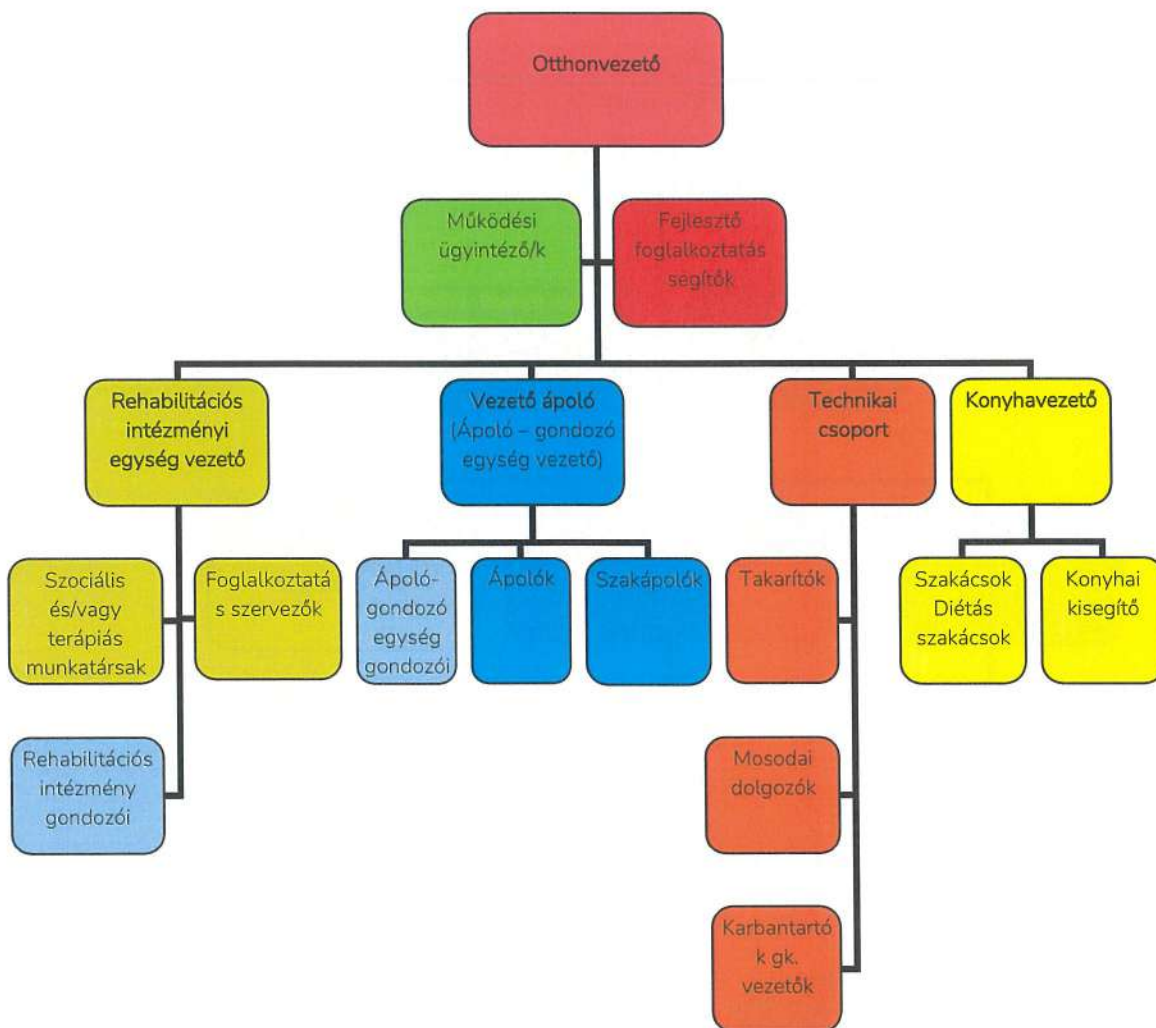 Otthonvezető
Működési
ügyintéző/k
Fejlesztő
foglalkoztatás
segítők
Rehabilitációs
intézményi
egység vezető
Vezető ápoló
(Ápoló – gondozó
egység vezető)
Technikai
csoport
Konyhavezető
Szociális
és/vagy
terápiás
munkatársak
Foglalkoztatá
s szervezők
Ápoló-
gondozó
egység
gondozói
Ápolók
Szakápolók
Takarítók
Szakácsok
Diétás
szakácsok
Konyhai
kisegítő
Rehabilitációs
intézmény
gondozói
Mosodai
dolgozók
Karbantartó
k gk.
vezetők